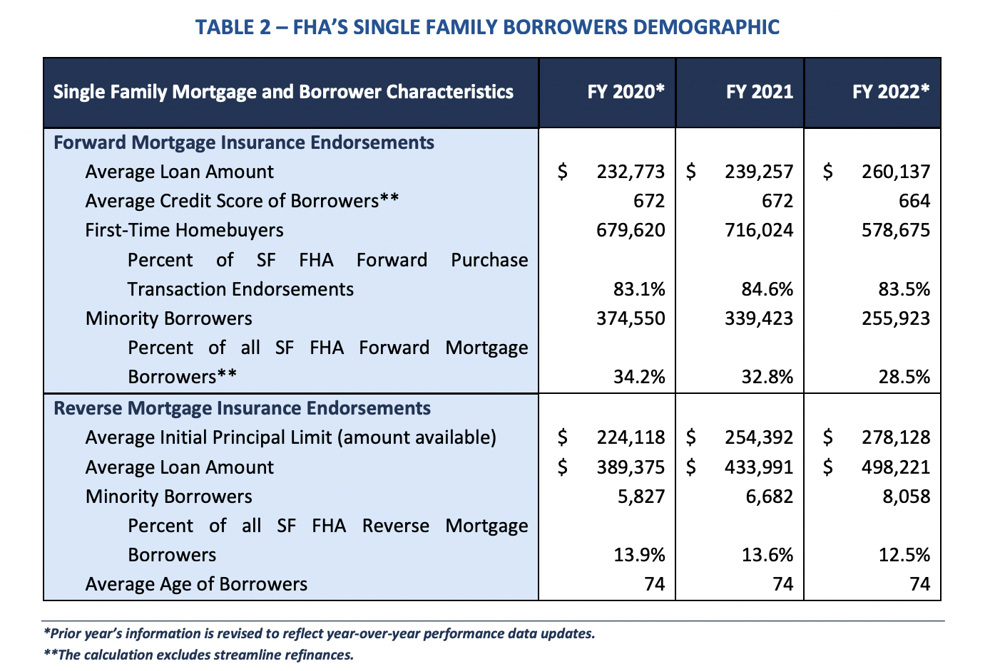 TABLE 2 – FHA’S SINGLE FAMILY BORROWERS DEMOGRAPHIC
Single Family Mortgage and Borrower Characteristics FY 2020* FY 2021 FY 2022*
Forward Mortgage Insurance Endorsements
Average Loan Amount $ 232,773 $ 239,257 $ 260,137
Average Credit Score of Borrowers** 672 672 664
First-Time Homebuyers 679,620 716,024 578,675
Percent of SF FHA Forward Purchase
Transaction Endorsements 83.1% 84.6% 83.5%
Minority Borrowers 374,550 339,423 255,923
Percent of all SF FHA Forward Mortgage
Borrowers** 34.2% 32.8% 28.5%
Reverse Mortgage Insurance Endorsements
Average Initial Principal Limit (amount available) $ 224,118 $ 254,392 $ 278,128
Average Loan Amount $ 389,375 $ 433,991 $ 498,221
Minority Borrowers 5,827 6,682 8,058
Percent of all SF FHA Reverse Mortgage
Borrowers 13.9% 13.6% 12.5%
Average Age of Borrowers 74 74 74
*Prior year’s information is revised to reflect year-over-year performance data updates.
**The calculation excludes streamline refinances.